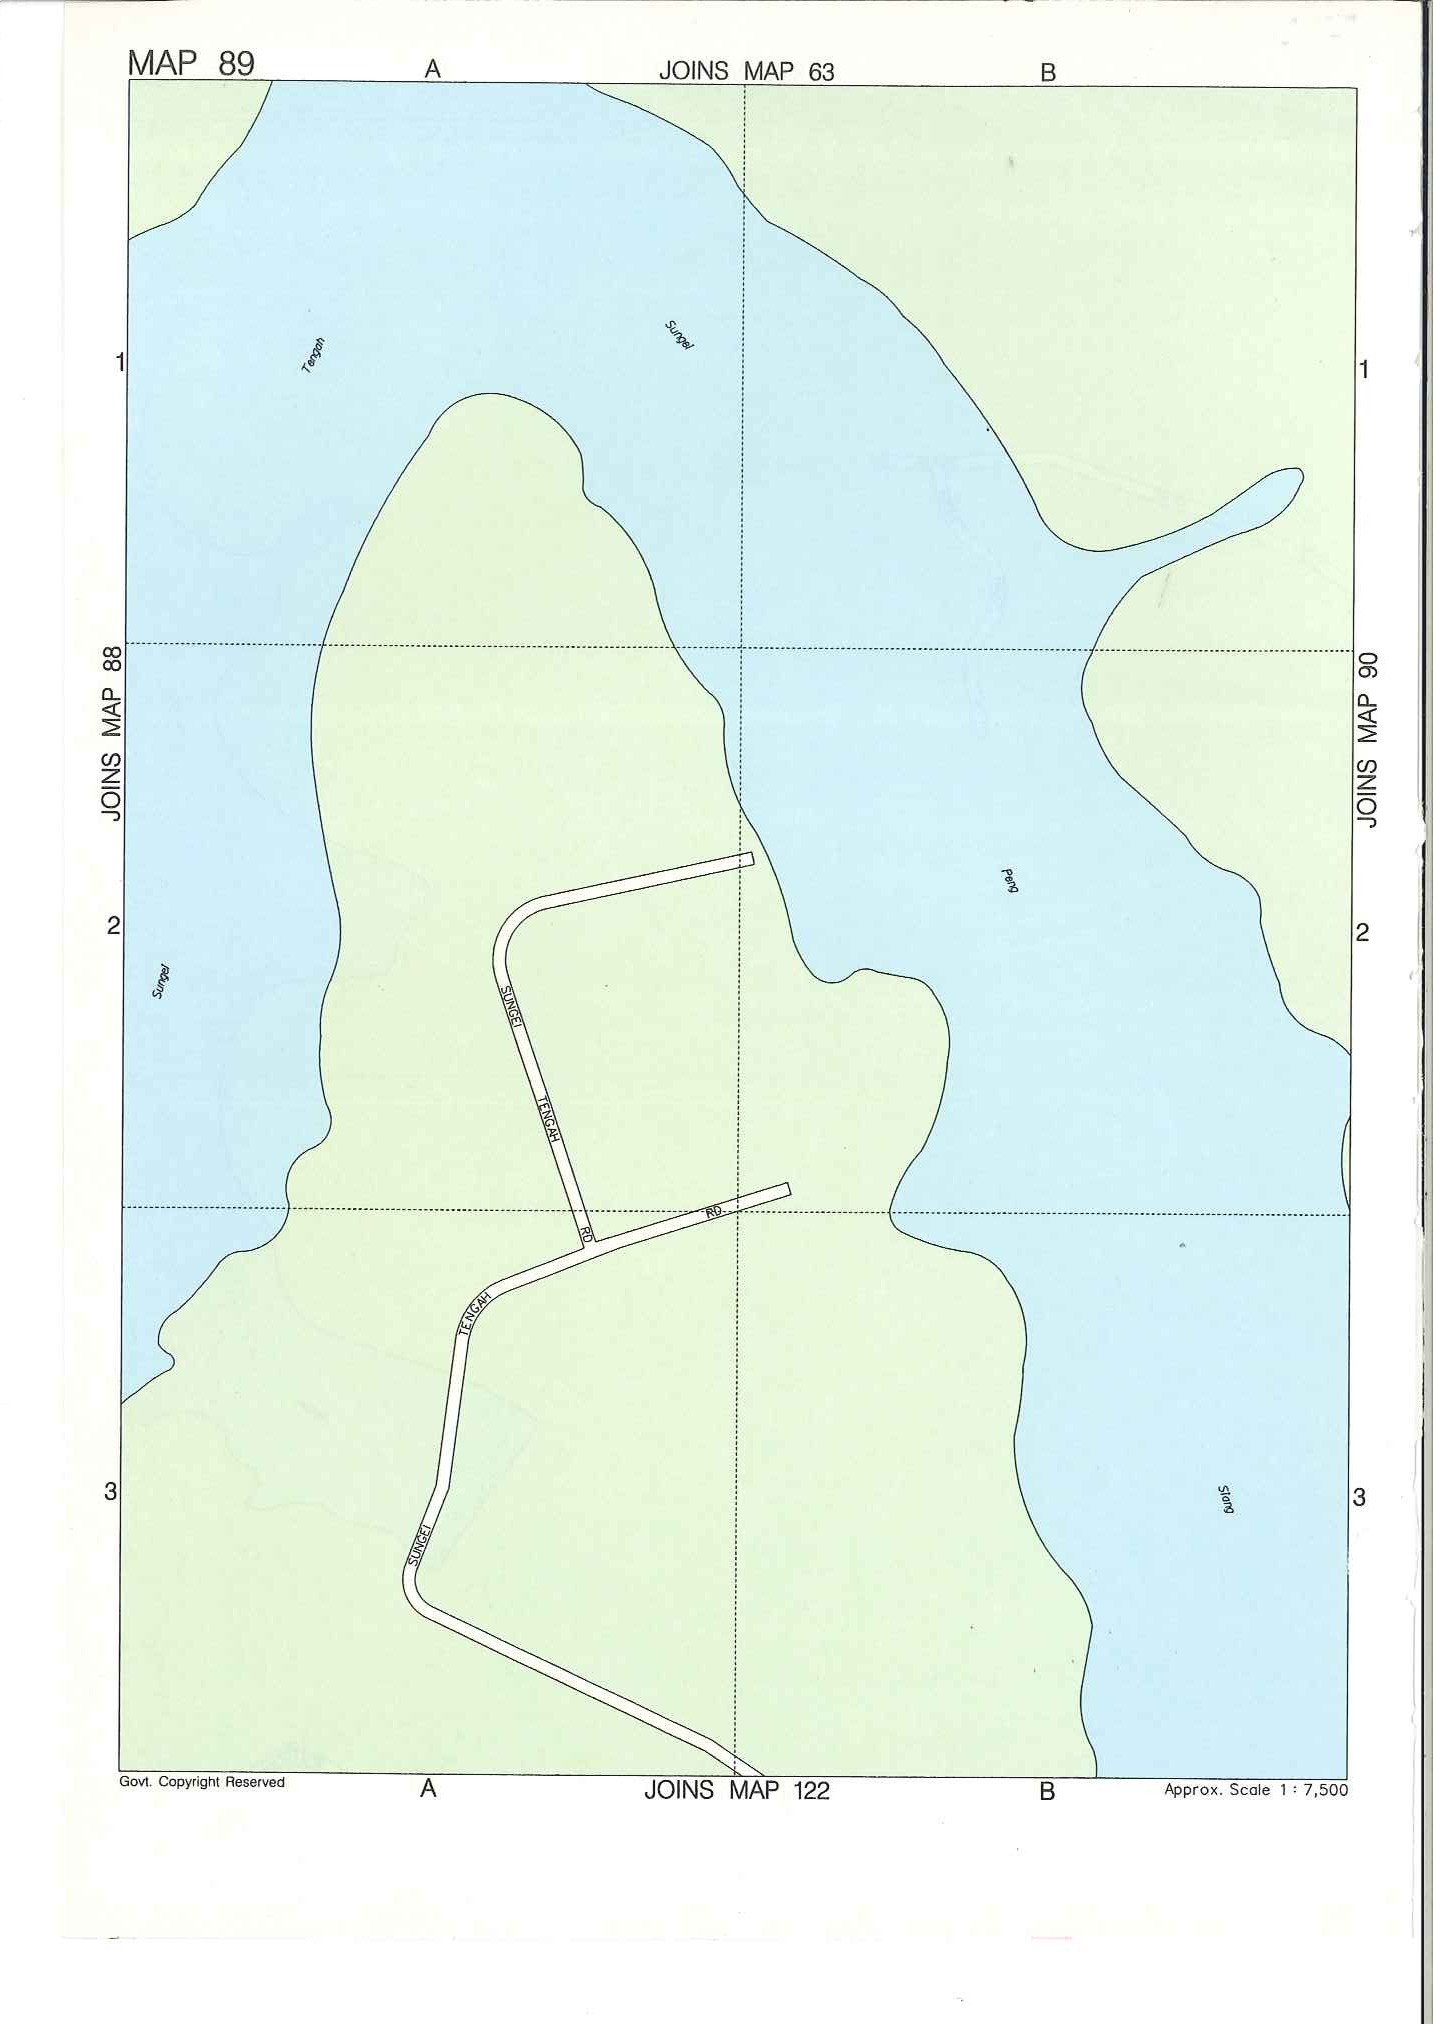 MAP 89
A
JOINS MAP 63
B
Tengah
Sungei
1
1
JOINS MAP 88
JOINS MAP 90
Peng
2
2
Sungei
SUNGEI TENGAH RD
SUNGEI TENGAH RD
3
3
Siang
Govt. Copyright Reserved
A
JOINS MAP 122
B
Approx. Scale 1 : 7,500